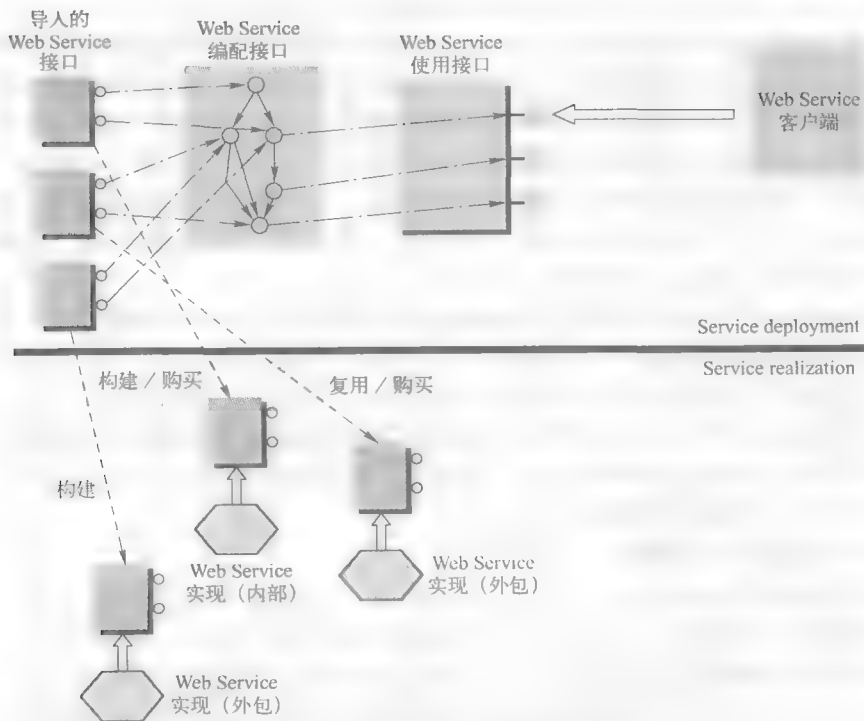 导入的
Web Service
接口
Web Service
编配接口
Web Service
使用接口
Web Service
客户端
Service deployment
Service realization
构建 / 购买
复用 / 购买
构建
Web Service
实现（内部）
Web Service
实现（外包）
Web Service
实现（外包）